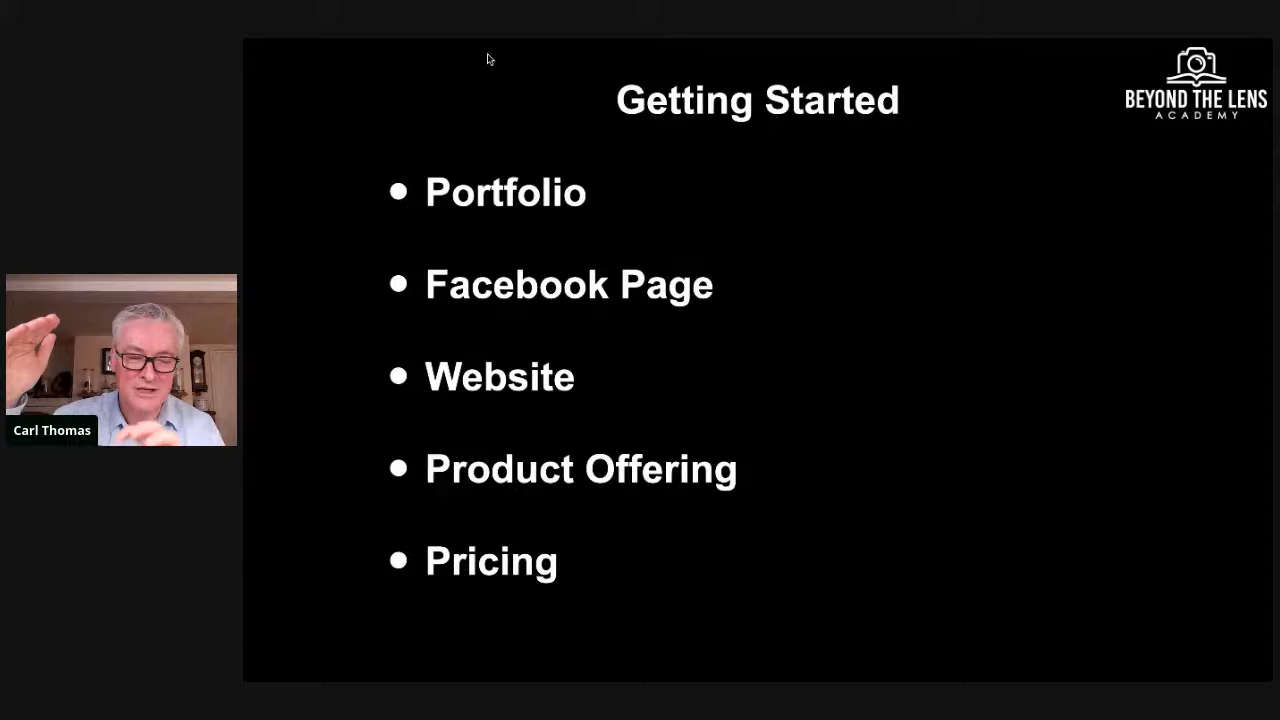 Getting Started
BEYOND THE LENS
ACADEMY
• Portfolio
• Facebook Page
• Website
• Product Offering
• Pricing
Carl Thomas